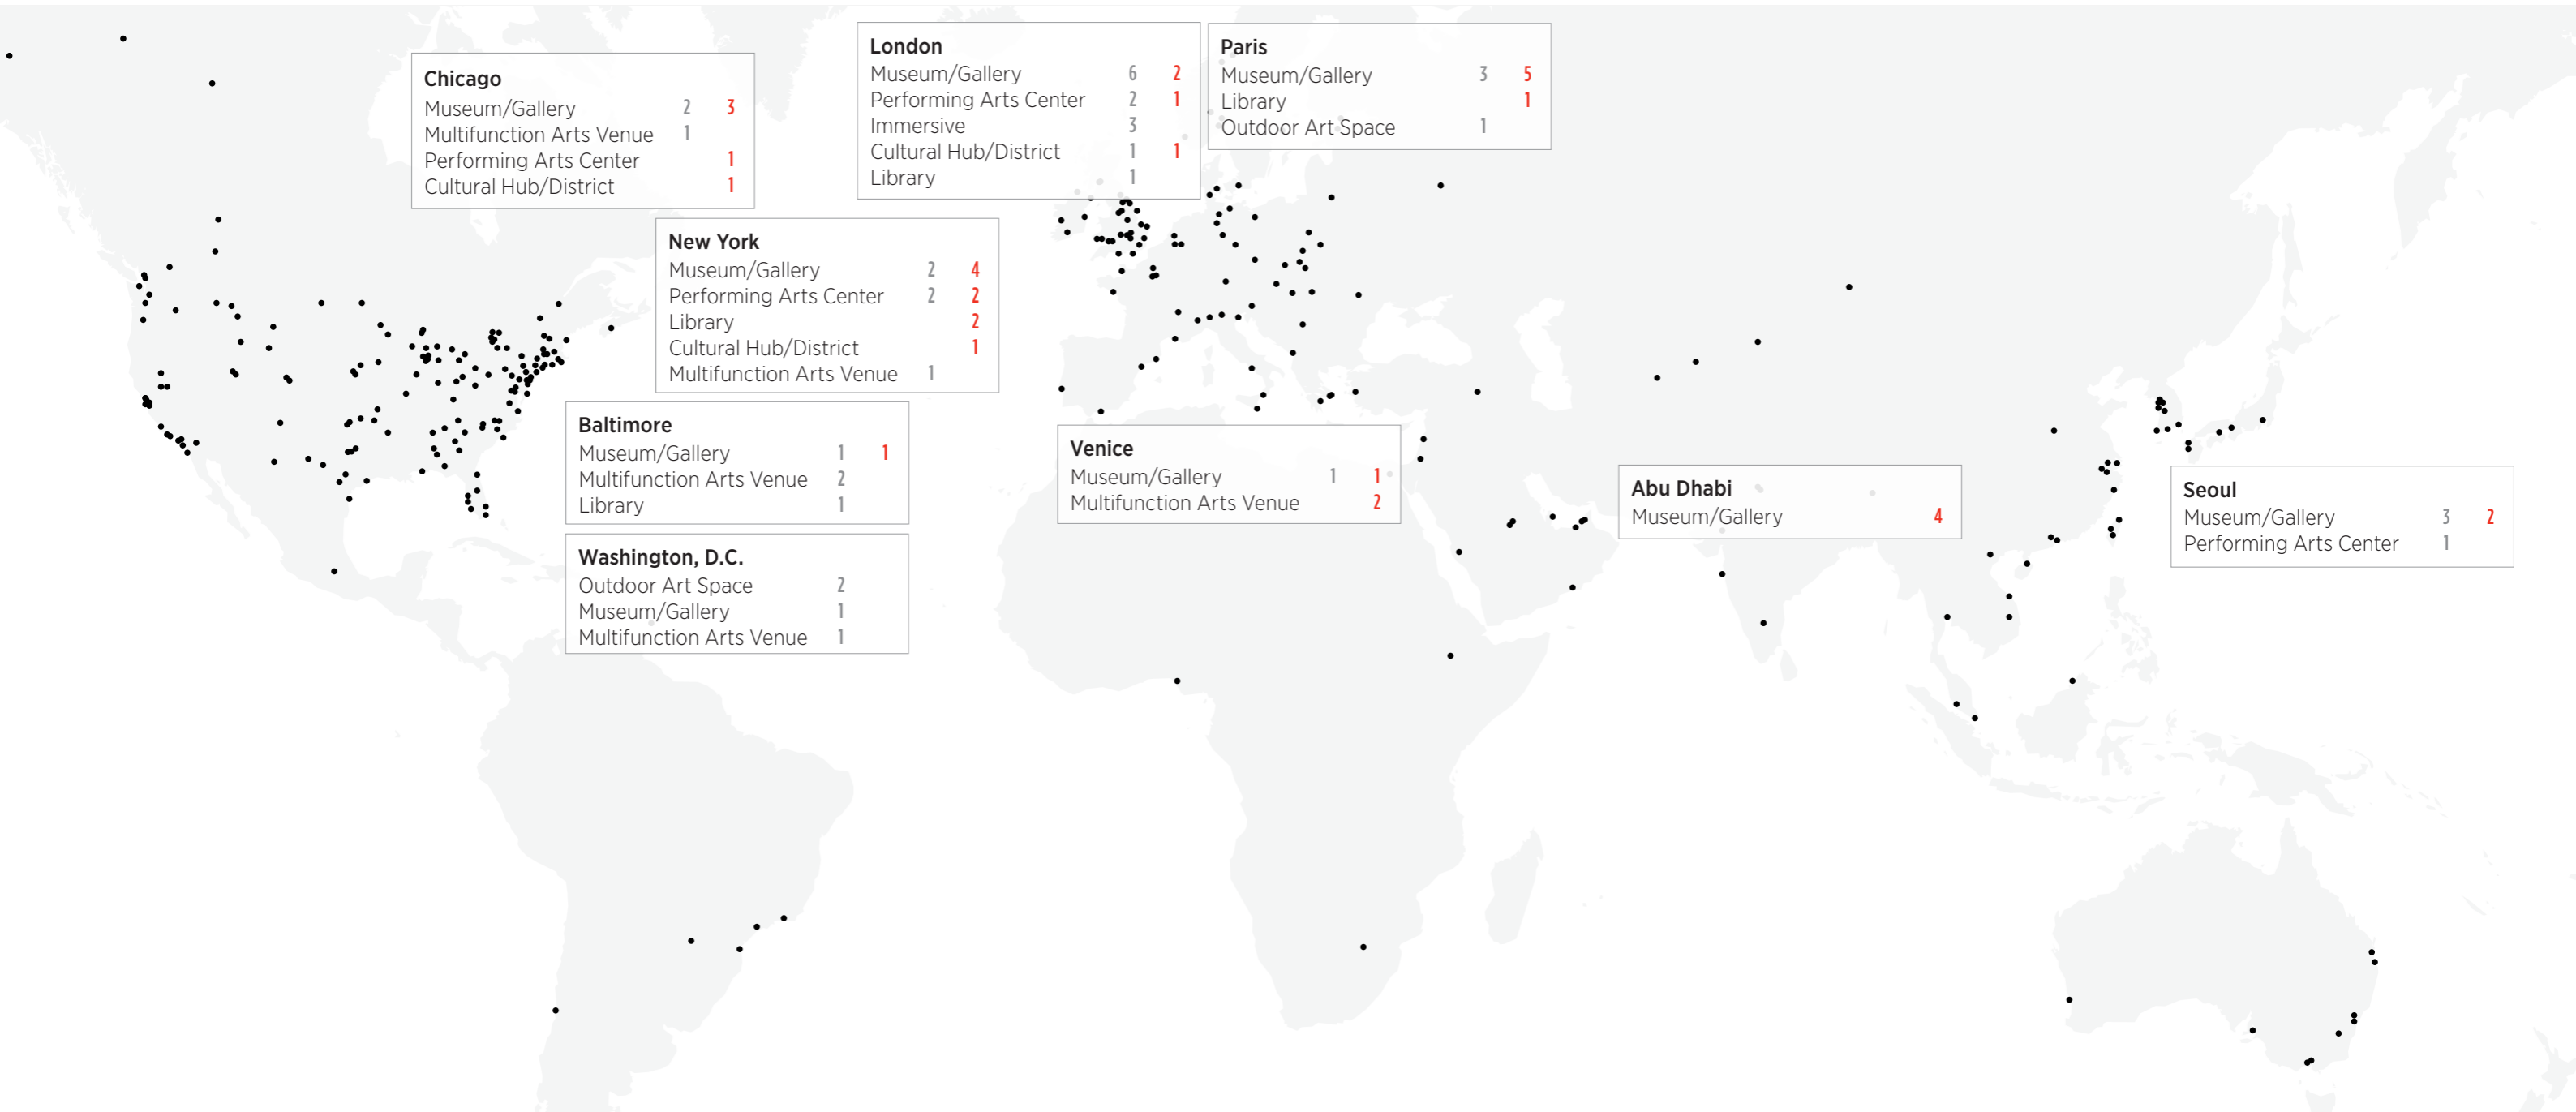 Chicago
Museum/Gallery 2 3
Multifunction Arts Venue 1
Performing Arts Center 1
Cultural Hub/District 1
London
Museum/Gallery 6 2
Performing Arts Center 2 1
Immersive 3
Cultural Hub/District 1 1
Library 1
Paris
Museum/Gallery 3 5
Library 1
Outdoor Art Space 1
New York
Museum/Gallery 2 4
Performing Arts Center 2 2
Library 2
Cultural Hub/District 1
Multifunction Arts Venue 1
Baltimore
Museum/Gallery 1 1
Multifunction Arts Venue 2
Library 1
Washington, D.C.
Outdoor Art Space 2
Museum/Gallery 1
Multifunction Arts Venue 1
Venice
Museum/Gallery 1 1
Multifunction Arts Venue 2
Abu Dhabi
Museum/Gallery 4
Seoul
Museum/Gallery 3 2
Performing Arts Center 1